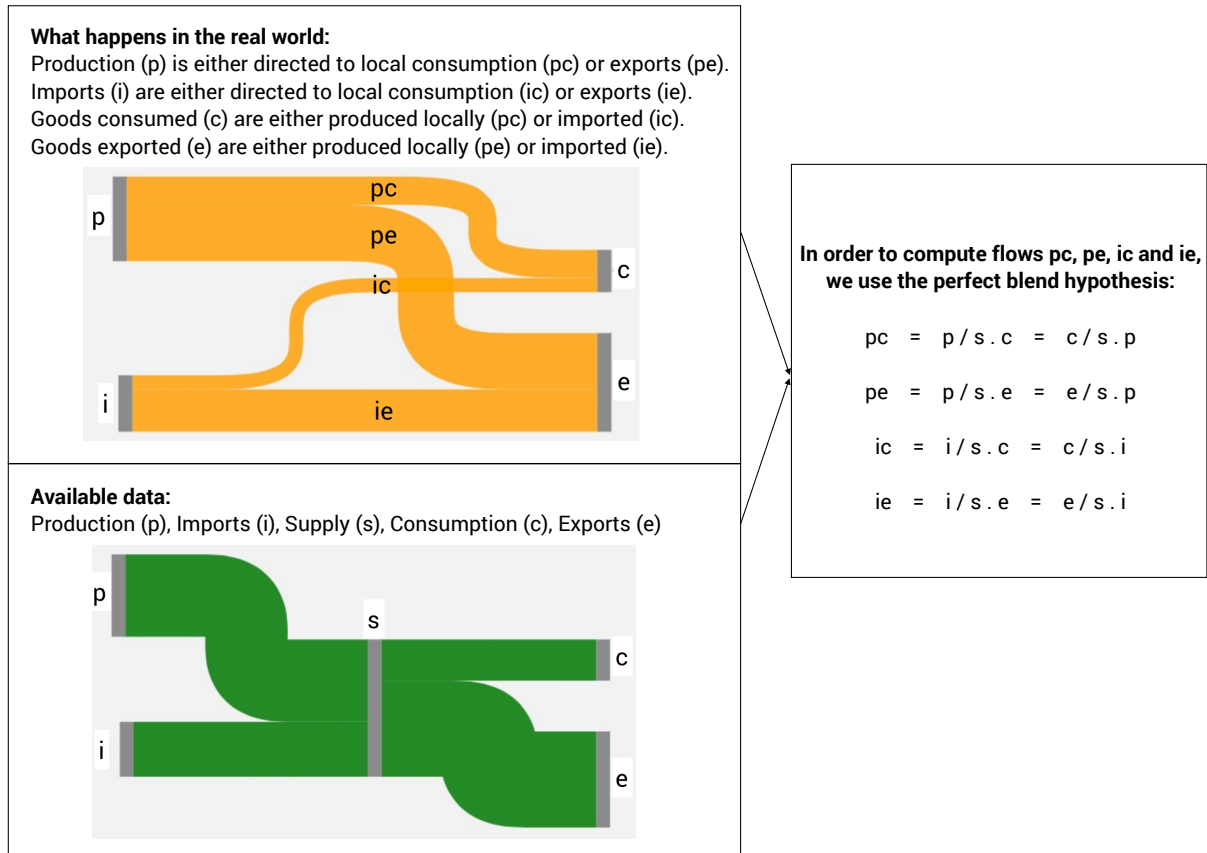 What happens in the real world:
Production (p) is either directed to local consumption (pc) or exports (pe).
Imports (i) are either directed to local consumption (ic) or exports (ie).
Goods consumed (c) are either produced locally (pc) or imported (ic).
Goods exported (e) are either produced locally (pe) or imported (ie).
pc
p
pe
c
ic
e
i
ie
Available data:
Production (p), Imports (i), Supply (s), Consumption (c), Exports (e)
p
s
c
i
e
In order to compute flows pc, pe, ic and ie,
we use the perfect blend hypothesis:
pc = p / s . c = c / s . p
pe = p / s . e = e / s . p
ic = i / s . c = c / s . i
ie = i / s . e = e / s . i